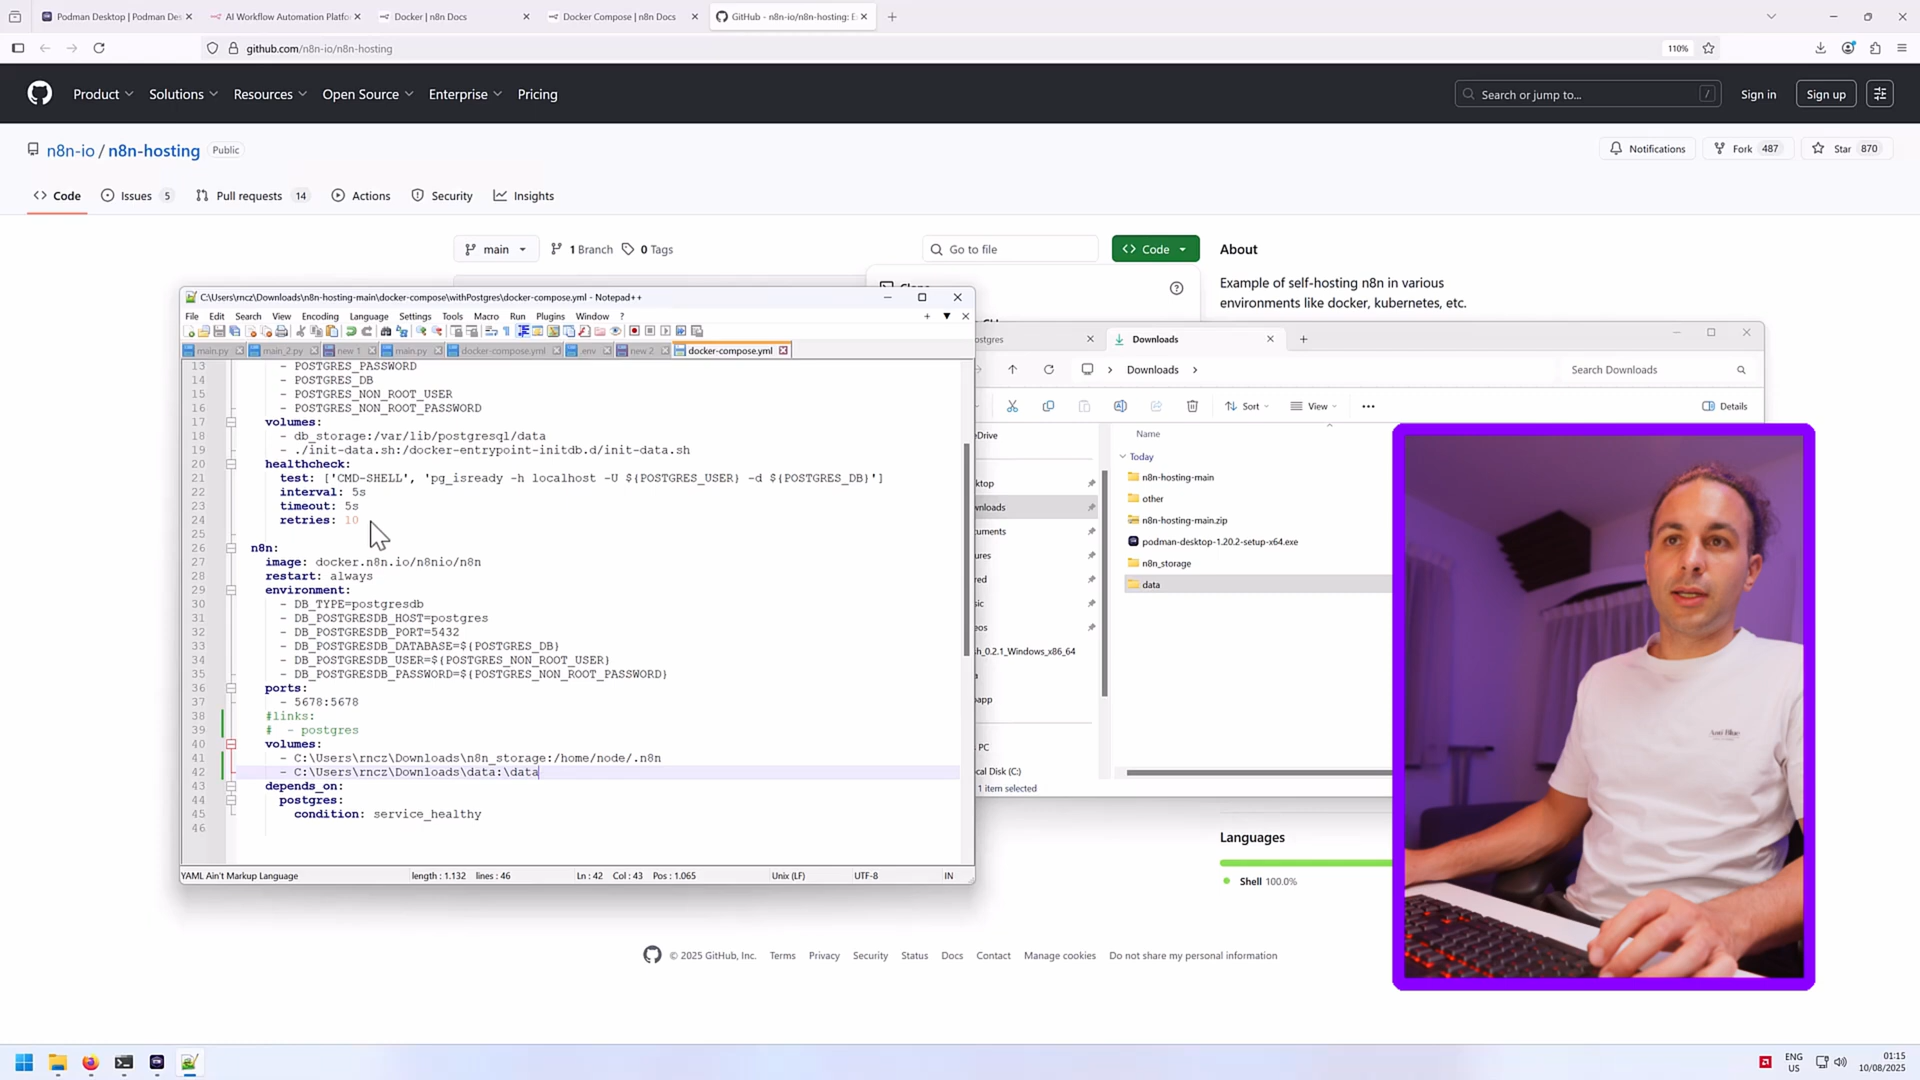 Podman Desktop | Podman Des
AI Workflow Automation Platfo
Docker | n8n Docs
Docker Compose | n8n Docs
GitHub - n8n-io/n8n-hosting: E
github.com/n8n-io/n8n-hosting
110%
Product
Solutions
Resources
Open Source
Enterprise
Pricing
Search or jump to...
/
Sign in
Sign up
n8n-io / n8n-hosting
Public
Notifications
Fork 487
Star 870
Code
Issues 5
Pull requests 14
Actions
Security
Insights
main
1 Branch
0 Tags
Go to file
Code
About
Example of self-hosting n8n in various
environments like docker, kubernetes, etc.
C:\Users\rncz\Downloads\n8n-hosting-main\docker-compose\withPostgres\docker-compose.yml - Notepad++
File Edit Search View Encoding Language Settings Tools Macro Run Plugins Window ?
main.py
main_2.py
new 1
main.py
docker-compose.yml
.env
new 2
docker-compose.yml
13 - POSTGRES_PASSWORD
14 - POSTGRES_DB
15 - POSTGRES_NON_ROOT_USER
16 - POSTGRES_NON_ROOT_PASSWORD
17 volumes:
18 - db_storage:/var/lib/postgresql/data
19 - ./init-data.sh:/docker-entrypoint-initdb.d/init-data.sh
20 healthcheck:
21 test: ['CMD-SHELL', 'pg_isready -h localhost -U ${POSTGRES_USER} -d ${POSTGRES_DB}']
22 interval: 5s
23 timeout: 5s
24 retries: 10
25
26 n8n:
27 image: docker.n8n.io/n8nio/n8n
28 restart: always
29 environment:
30 - DB_TYPE=postgresdb
31 - DB_POSTGRESDB_HOST=postgres
32 - DB_POSTGRESDB_PORT=5432
33 - DB_POSTGRESDB_DATABASE=${POSTGRES_DB}
34 - DB_POSTGRESDB_USER=${POSTGRES_NON_ROOT_USER}
35 - DB_POSTGRESDB_PASSWORD=${POSTGRES_NON_ROOT_PASSWORD}
36 ports:
37 - 5678:5678
38 #links:
39 # - postgres
40 volumes:
41 - C:\Users\rncz\Downloads\n8n_storage:/home/node/.n8n
42 - C:\Users\rncz\Downloads\data:\data
43 depends_on:
44 postgres:
45 condition: service_healthy
46
YAML Ain't Markup Language
length : 1.132 lines : 46
Ln : 42 Col : 43 Pos : 1.065
Unix (LF)
UTF-8
IN
stgres
Downloads
Downloads
Search Downloads
Sort
View
Details
eDrive
ktop
wnloads
cuments
ures
sic
eos
sh_0.2.1_Windows_x86_64
app
PC
cal Disk (C:)
1 item selected
Name
Today
n8n-hosting-main
other
n8n-hosting-main.zip
podman-desktop-1.20.2-setup-x64.exe
n8n_storage
data
Languages
Shell 100.0%
© 2025 GitHub, Inc.
Terms
Privacy
Security
Status
Docs
Contact
Manage cookies
Do not share my personal information
ENG
US
01:15
10/08/2025